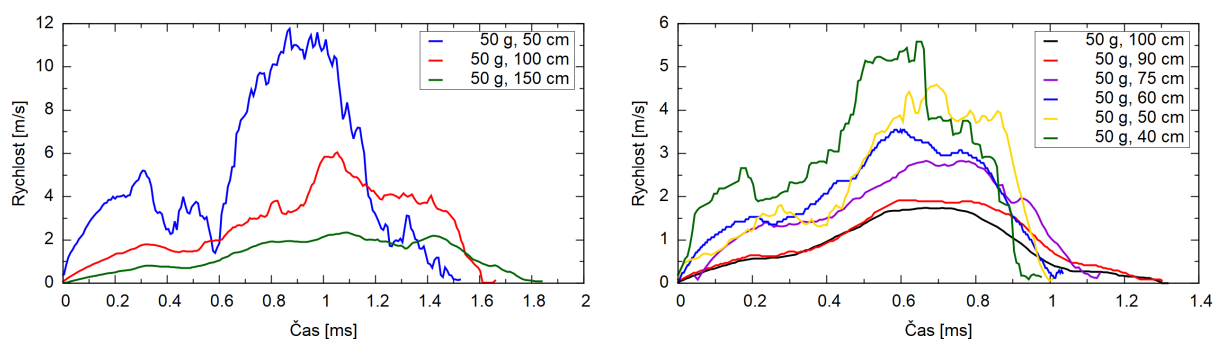 Rychlost [m/s]
12
10
8
6
4
2
0
0 0.2 0.4 0.6 0.8 1 1.2 1.4 1.6 1.8 2
Čas [ms]
50 g, 50 cm
50 g, 100 cm
50 g, 150 cm
Rychlost [m/s]
6
5
4
3
2
1
0
0 0.2 0.4 0.6 0.8 1 1.2 1.4
Čas [ms]
50 g, 100 cm
50 g, 90 cm
50 g, 75 cm
50 g, 60 cm
50 g, 50 cm
50 g, 40 cm